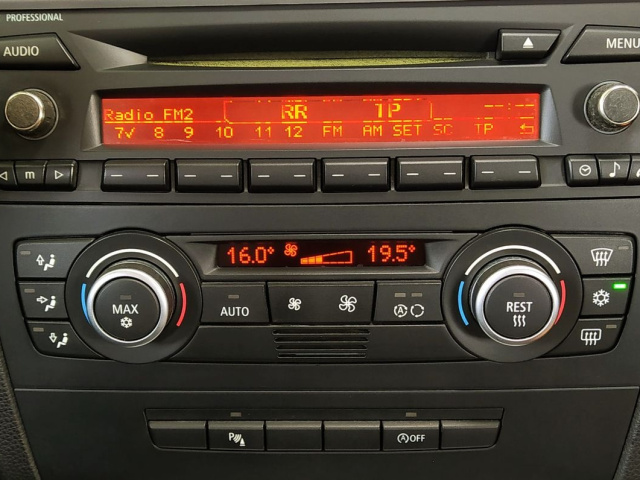 PROFESSIONAL
AUDIO
MENU
Radio FM2 RR TP --:--
7✓ 8 9 10 11 12 FM AM SET SC TP
m
16.0° 19.5°
MAX
AUTO
A
REST
P
A OFF